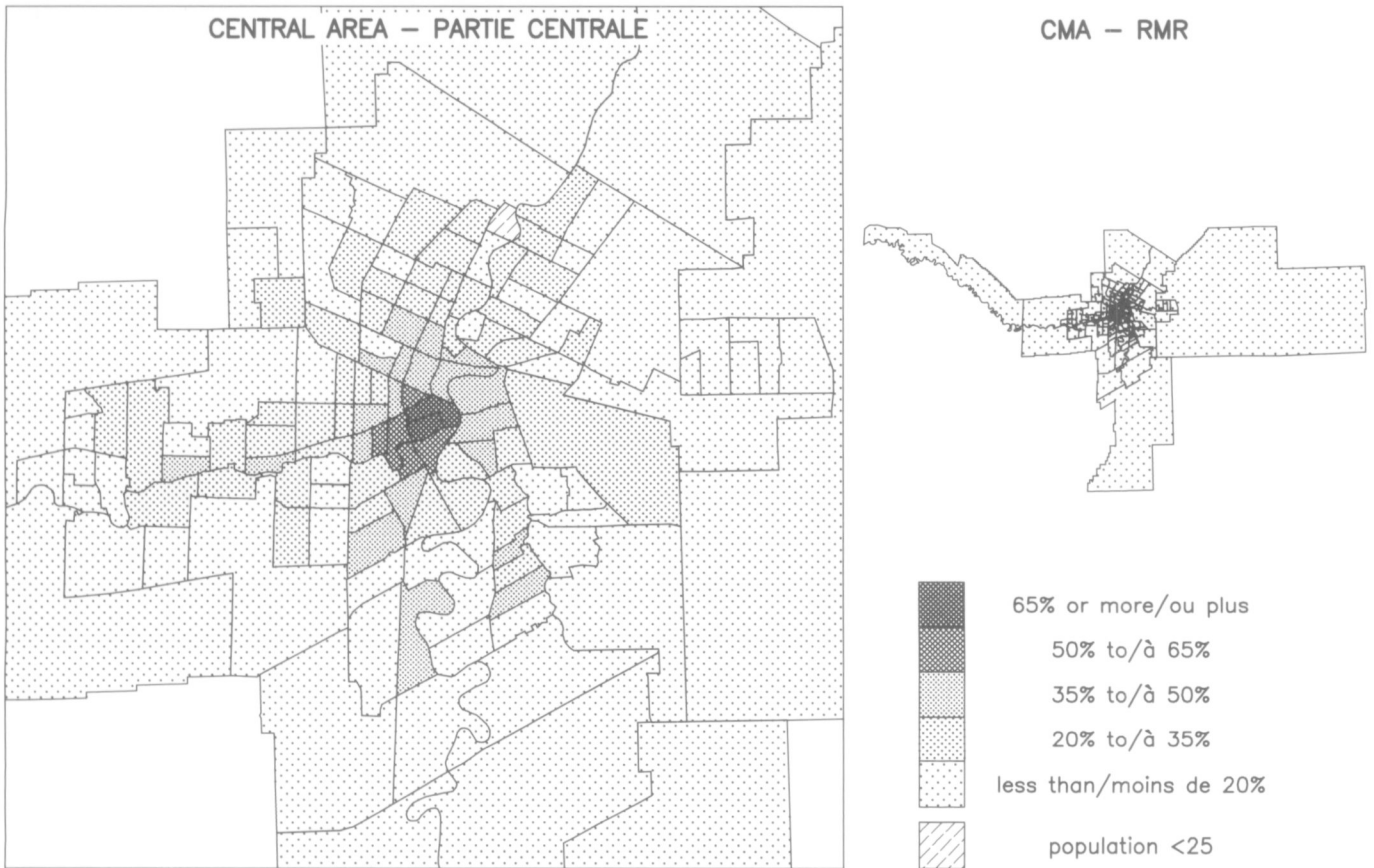 CENTRAL AREA – PARTIE CENTRALE
CMA – RMR
65% or more/ou plus
50% to/à 65%
35% to/à 50%
20% to/à 35%
less than/moins de 20%
population <25